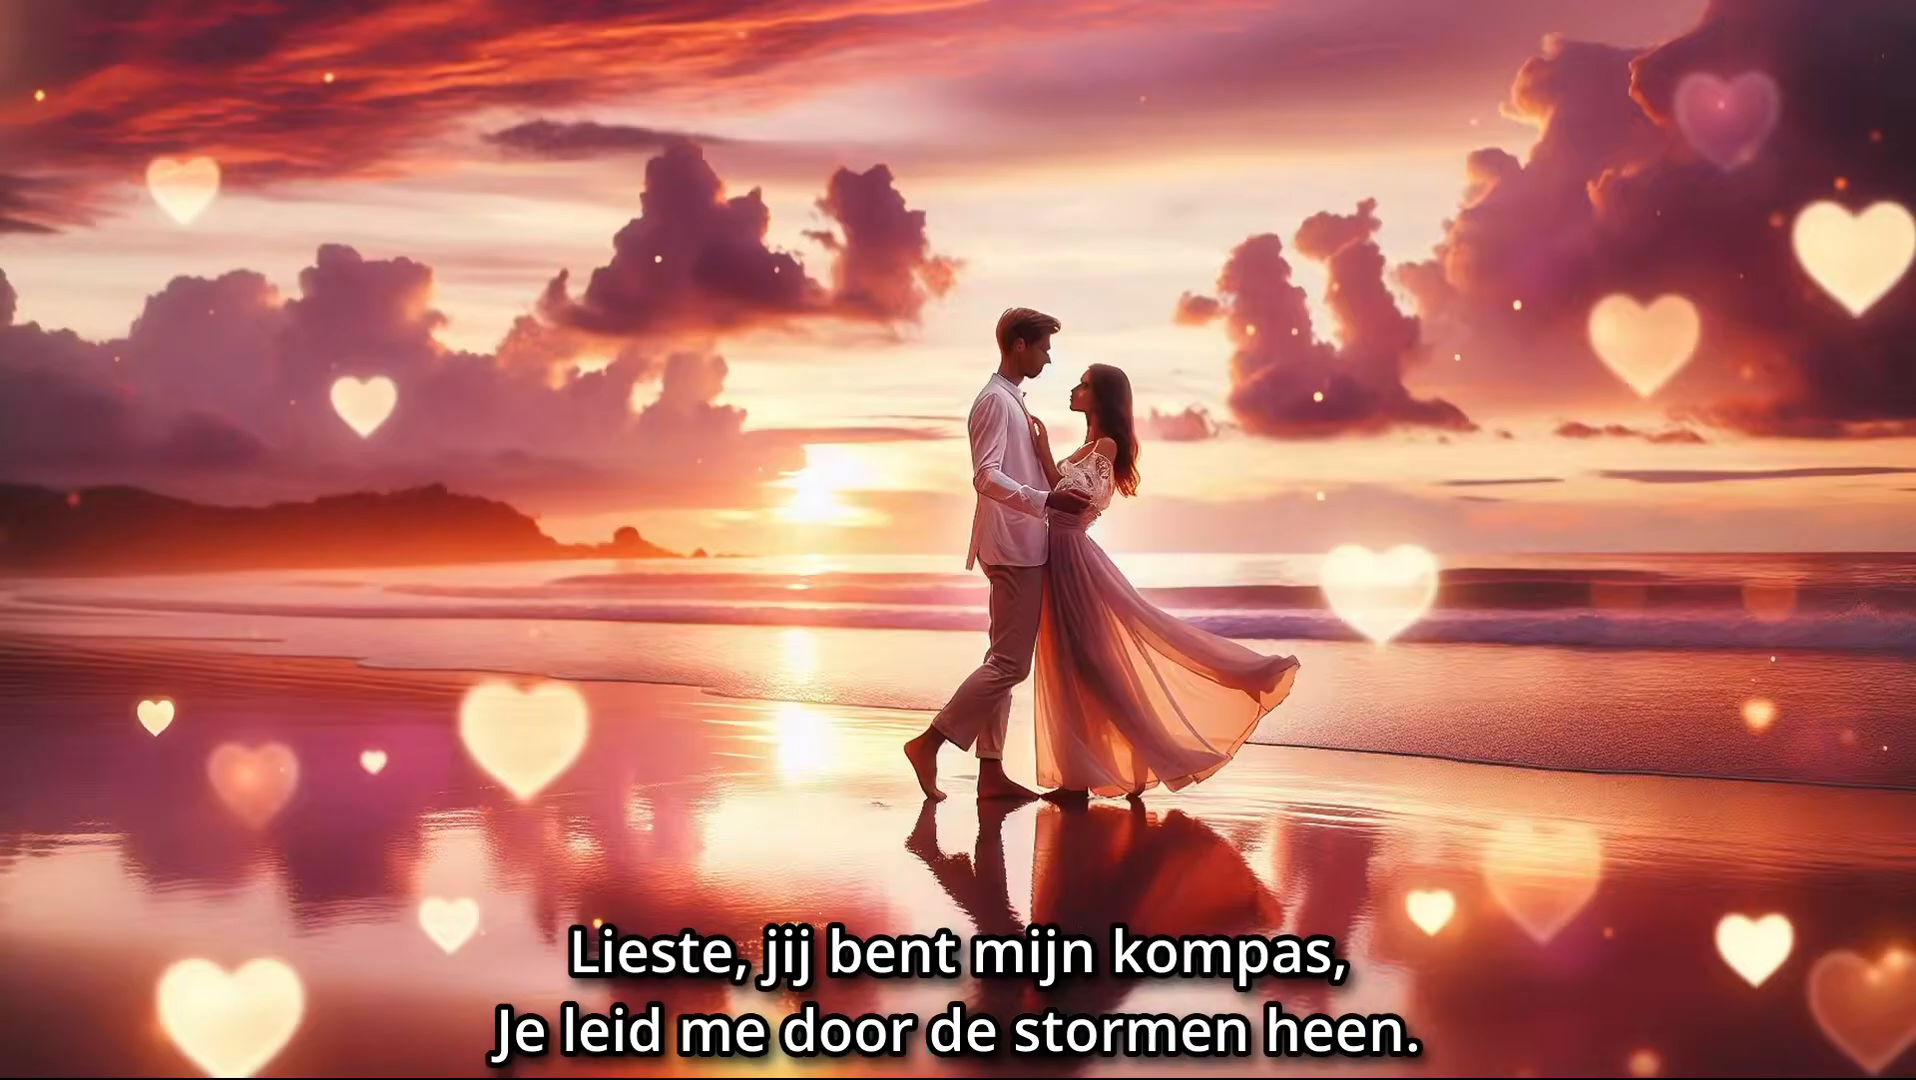 Lieste, jij bent mijn kompas,
Je leid me door de stormen heen.